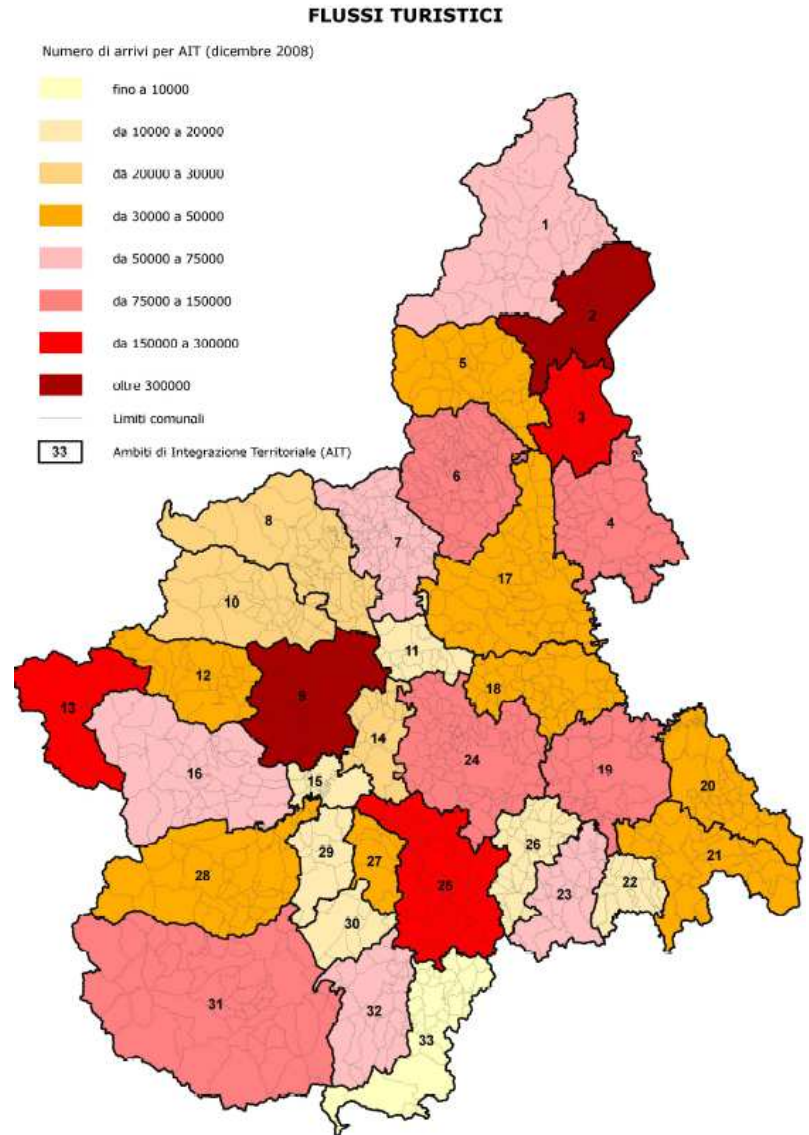 FLUSSI TURISTICI
Numero di arrivi per AIT (dicembre 2008)
fino a 10000
da 10000 a 20000
da 20000 a 30000
da 30000 a 50000
da 50000 a 75000
da 75000 a 150000
da 150000 a 300000
oltre 300000
Limiti comunali
33 Ambiti di Integrazione Territoriale (AIT)
1
2
5
3
6
4
8
7
17
10
11
12
9
18
13
14
16
24
19
15
20
26
29
27
21
28
25
23
22
30
31
32
33